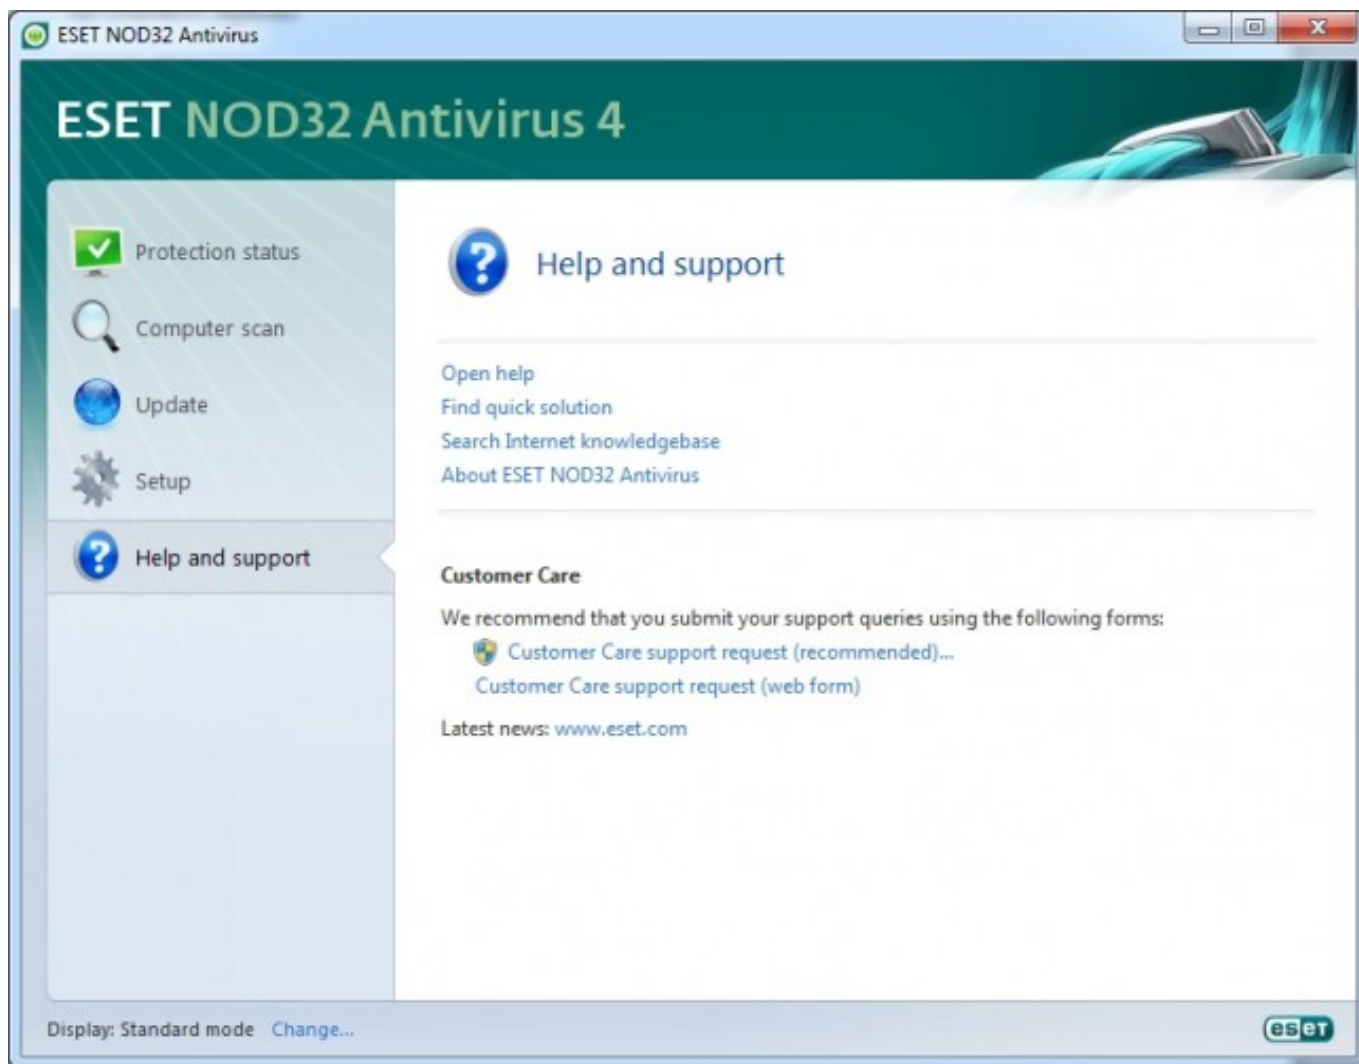 ESET NOD32 Antivirus
ESET NOD32 Antivirus 4
Protection status
Computer scan
Update
Setup
Help and support
Help and support
Open help
Find quick solution
Search Internet knowledgebase
About ESET NOD32 Antivirus
Customer Care
We recommend that you submit your support queries using the following forms:
Customer Care support request (recommended)...
Customer Care support request (web form)
Latest news: www.eset.com
Display: Standard mode Change...
eset